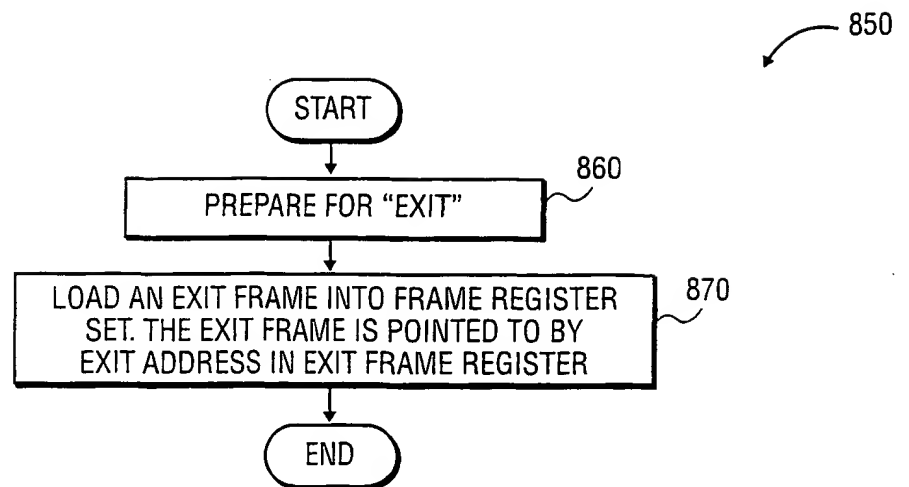 850
START
860
PREPARE FOR “EXIT”
870
LOAD AN EXIT FRAME INTO FRAME REGISTER
SET. THE EXIT FRAME IS POINTED TO BY
EXIT ADDRESS IN EXIT FRAME REGISTER
END